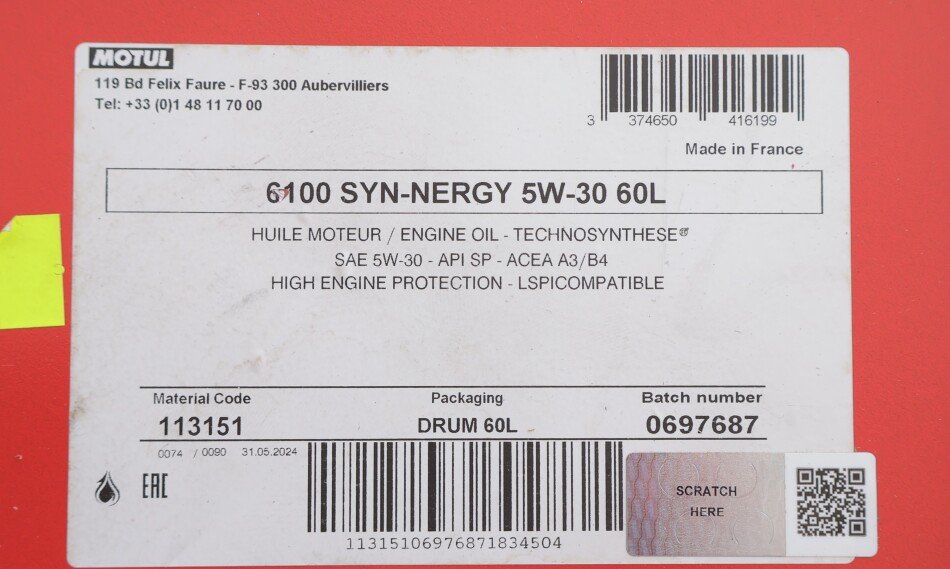 MOTUL
119 Bd Felix Faure - F-93 300 Aubervilliers
Tel: +33 (0)1 48 11 70 00
3 374650 416199
Made in France
6100 SYN-NERGY 5W-30 60L
HUILE MOTEUR / ENGINE OIL - TECHNOSYNTHESE®
SAE 5W-30 - API SP - ACEA A3/B4
HIGH ENGINE PROTECTION - LSPICOMPATIBLE
Material Code Packaging Batch number
113151 DRUM 60L 0697687
0074 / 0090 31.05.2024
EAC
SCRATCH
HERE
11315106976871834504